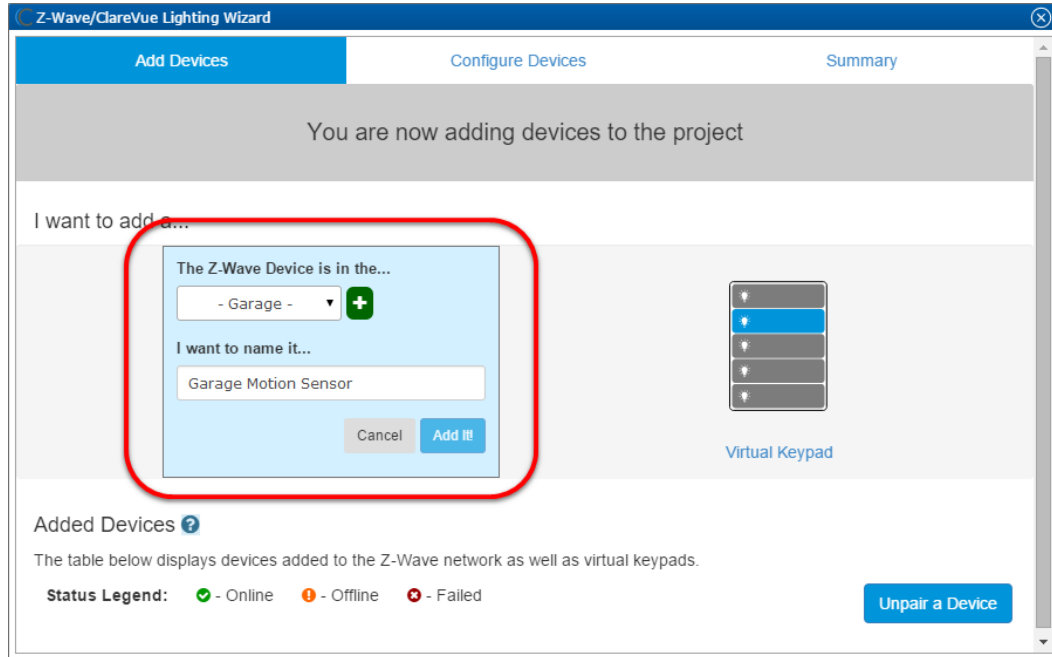 Z-Wave/ClareVue Lighting Wizard
Add Devices
Configure Devices
Summary
You are now adding devices to the project
I want to add a...
The Z-Wave Device is in the...
- Garage -
I want to name it...
Garage Motion Sensor
Cancel
Add It!
Virtual Keypad
Added Devices
The table below displays devices added to the Z-Wave network as well as virtual keypads.
Status Legend: - Online - Offline - Failed
Unpair a Device